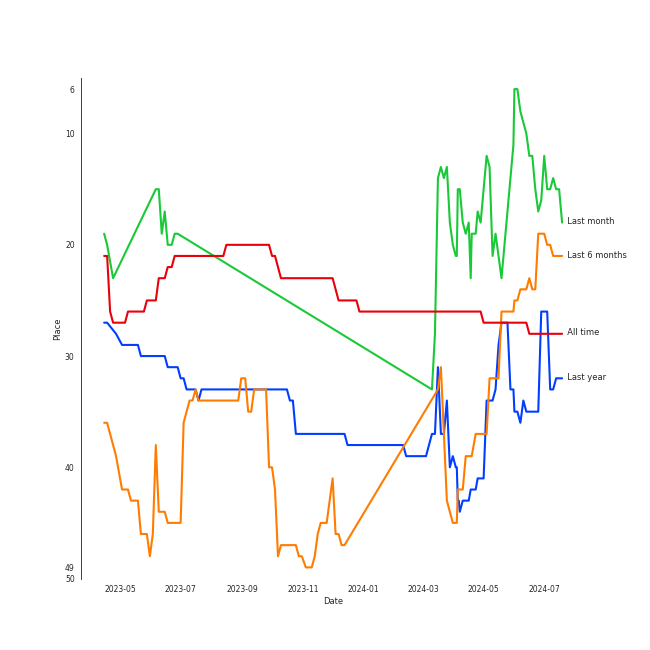 6
10
20
30
40
49
50
Place
2023-05
2023-07
2023-09
2023-11
2024-01
2024-03
2024-05
2024-07
Date
Last month
Last 6 months
All time
Last year